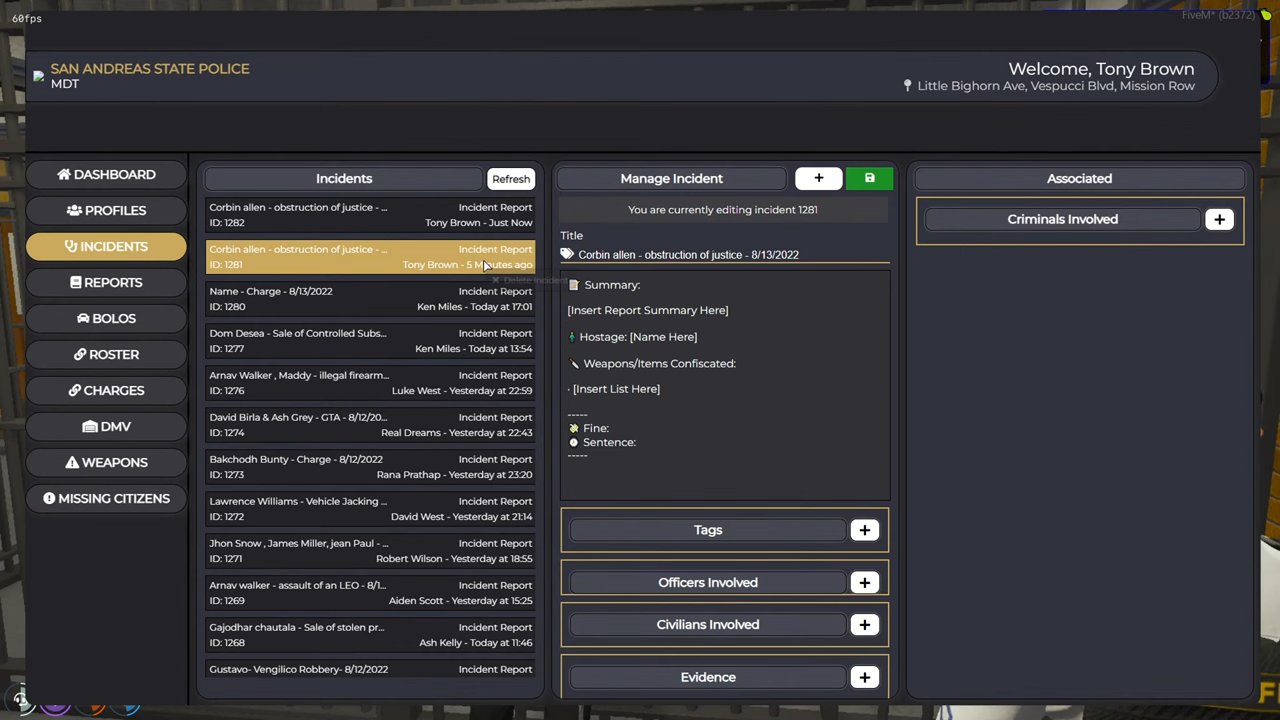 60fps
FiveM* (b2372)
SAN ANDREAS STATE POLICE
MDT
Welcome, Tony Brown
Little Bighorn Ave, Vespucci Blvd, Mission Row
DASHBOARD
PROFILES
INCIDENTS
REPORTS
BOLOS
ROSTER
CHARGES
DMV
WEAPONS
MISSING CITIZENS
Incidents
Refresh
Corbin allen - obstruction of justice - ... Incident Report
ID: 1282 Tony Brown - Just Now
Corbin allen - obstruction of justice - ... Incident Report
ID: 1281 Tony Brown - 5 Minutes ago
Delete Incident
Name - Charge - 8/13/2022 Incident Report
ID: 1280 Ken Miles - Today at 17:01
Dom Desea - Sale of Controlled Subs... Incident Report
ID: 1277 Ken Miles - Today at 13:54
Arnav Walker , Maddy - illegal firearm... Incident Report
ID: 1276 Luke West - Yesterday at 22:59
David Birla & Ash Grey - GTA - 8/12/20... Incident Report
ID: 1274 Real Dreams - Yesterday at 22:43
Bakchodh Bunty - Charge - 8/12/2022 Incident Report
ID: 1273 Rana Prathap - Yesterday at 23:20
Lawrence Williams - Vehicle Jacking ... Incident Report
ID: 1272 David West - Yesterday at 21:14
Jhon Snow , James Miller, jean Paul - ... Incident Report
ID: 1271 Robert Wilson - Yesterday at 18:55
Arnav walker - assault of an LEO - 8/1... Incident Report
ID: 1269 Aiden Scott - Yesterday at 15:25
Gajodhar chautala - Sale of stolen pr... Incident Report
ID: 1268 Ash Kelly - Today at 11:46
Gustavo- Vengilico Robbery- 8/12/2022 Incident Report
Manage Incident
You are currently editing incident 1281
Title
Corbin allen - obstruction of justice - 8/13/2022
Summary:
[Insert Report Summary Here]
Hostage: [Name Here]
Weapons/Items Confiscated:
· [Insert List Here]
-----
Fine:
Sentence:
-----
Tags
Officers Involved
Civilians Involved
Evidence
Associated
Criminals Involved